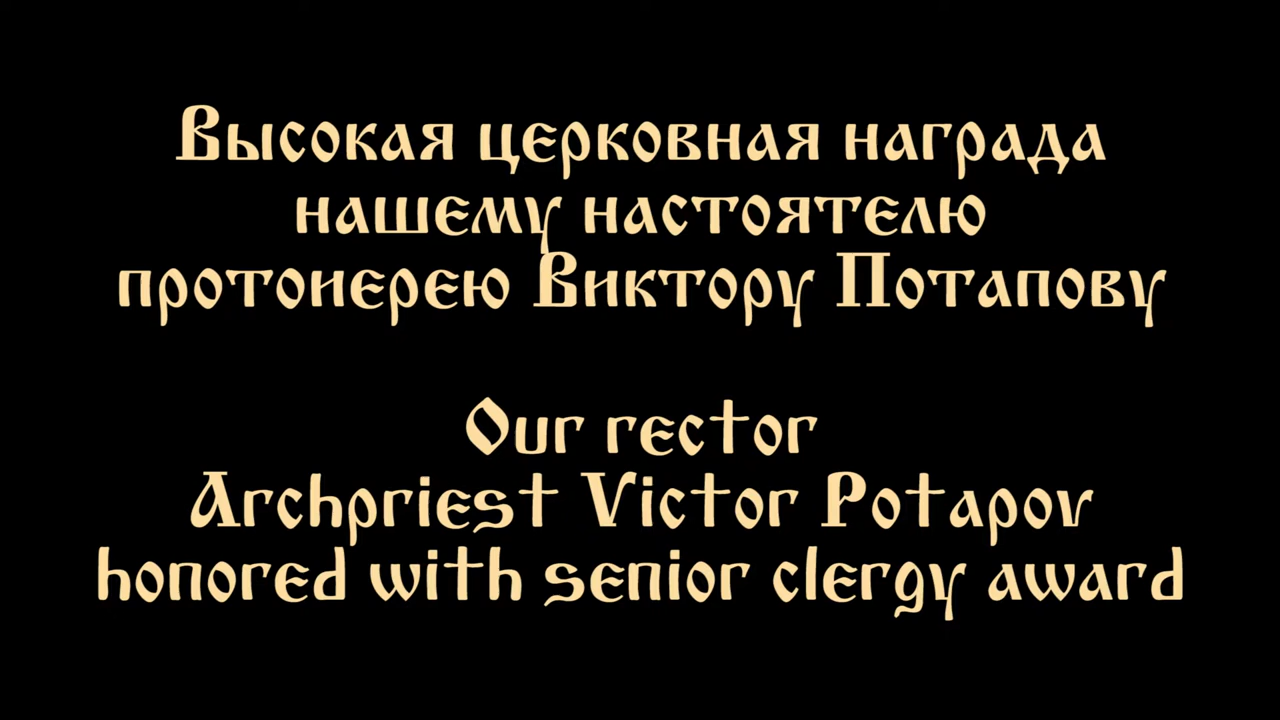 Высокая церковная награда
нашему настоятелю
протоиерею Виктору Потапову
Our rector
Archpriest Victor Potapov
honored with senior clergy award